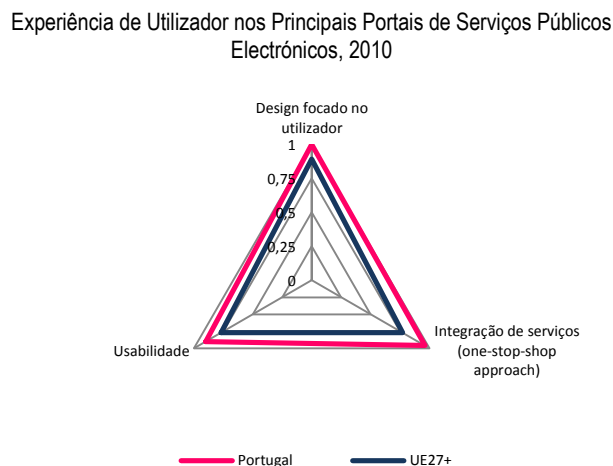 Experiência de Utilizador nos Principais Portais de Serviços Públicos
Electrónicos, 2010
Design focado no
utilizador
1
0,75
0,5
0,25
0
Usabilidade
Integração de serviços
(one-stop-shop
approach)
Portugal
UE27+